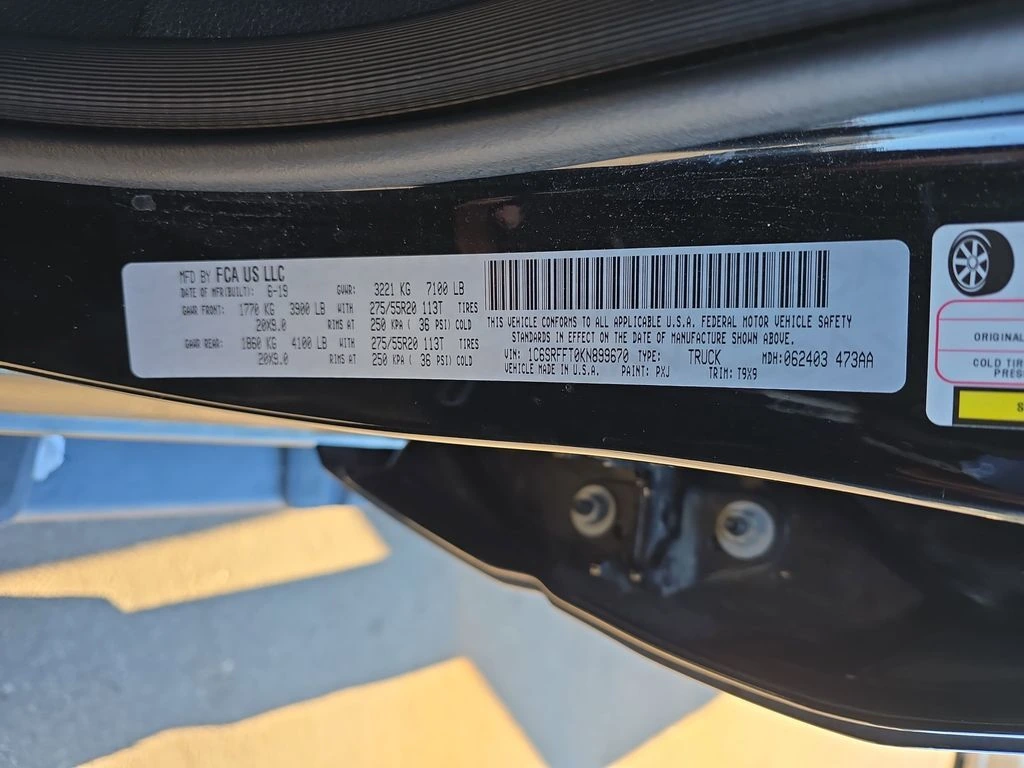 MFD BY FCA US LLC
DATE OF MFR(BUILT): 6-19 GVWR: 3221 KG 7100 LB
GAWR FRONT: 1770 KG 3900 LB WITH 275/55R20 113T TIRES
20X9.0 RIMS AT 250 KPA ( 36 PSI) COLD
GAWR REAR: 1860 KG 4100 LB WITH 275/55R20 113T TIRES
20X9.0 RIMS AT 250 KPA ( 36 PSI) COLD
THIS VEHICLE CONFORMS TO ALL APPLICABLE U.S.A. FEDERAL MOTOR VEHICLE SAFETY
STANDARDS IN EFFECT ON THE DATE OF MANUFACTURE SHOWN ABOVE.
VIN: 1C6SRFFT0KN899670 TYPE: TRUCK MDH: 062403 473AA
VEHICLE MADE IN U.S.A. PAINT: PXJ TRIM: T9X9
ORIGINAL
COLD TIR
PRES
S